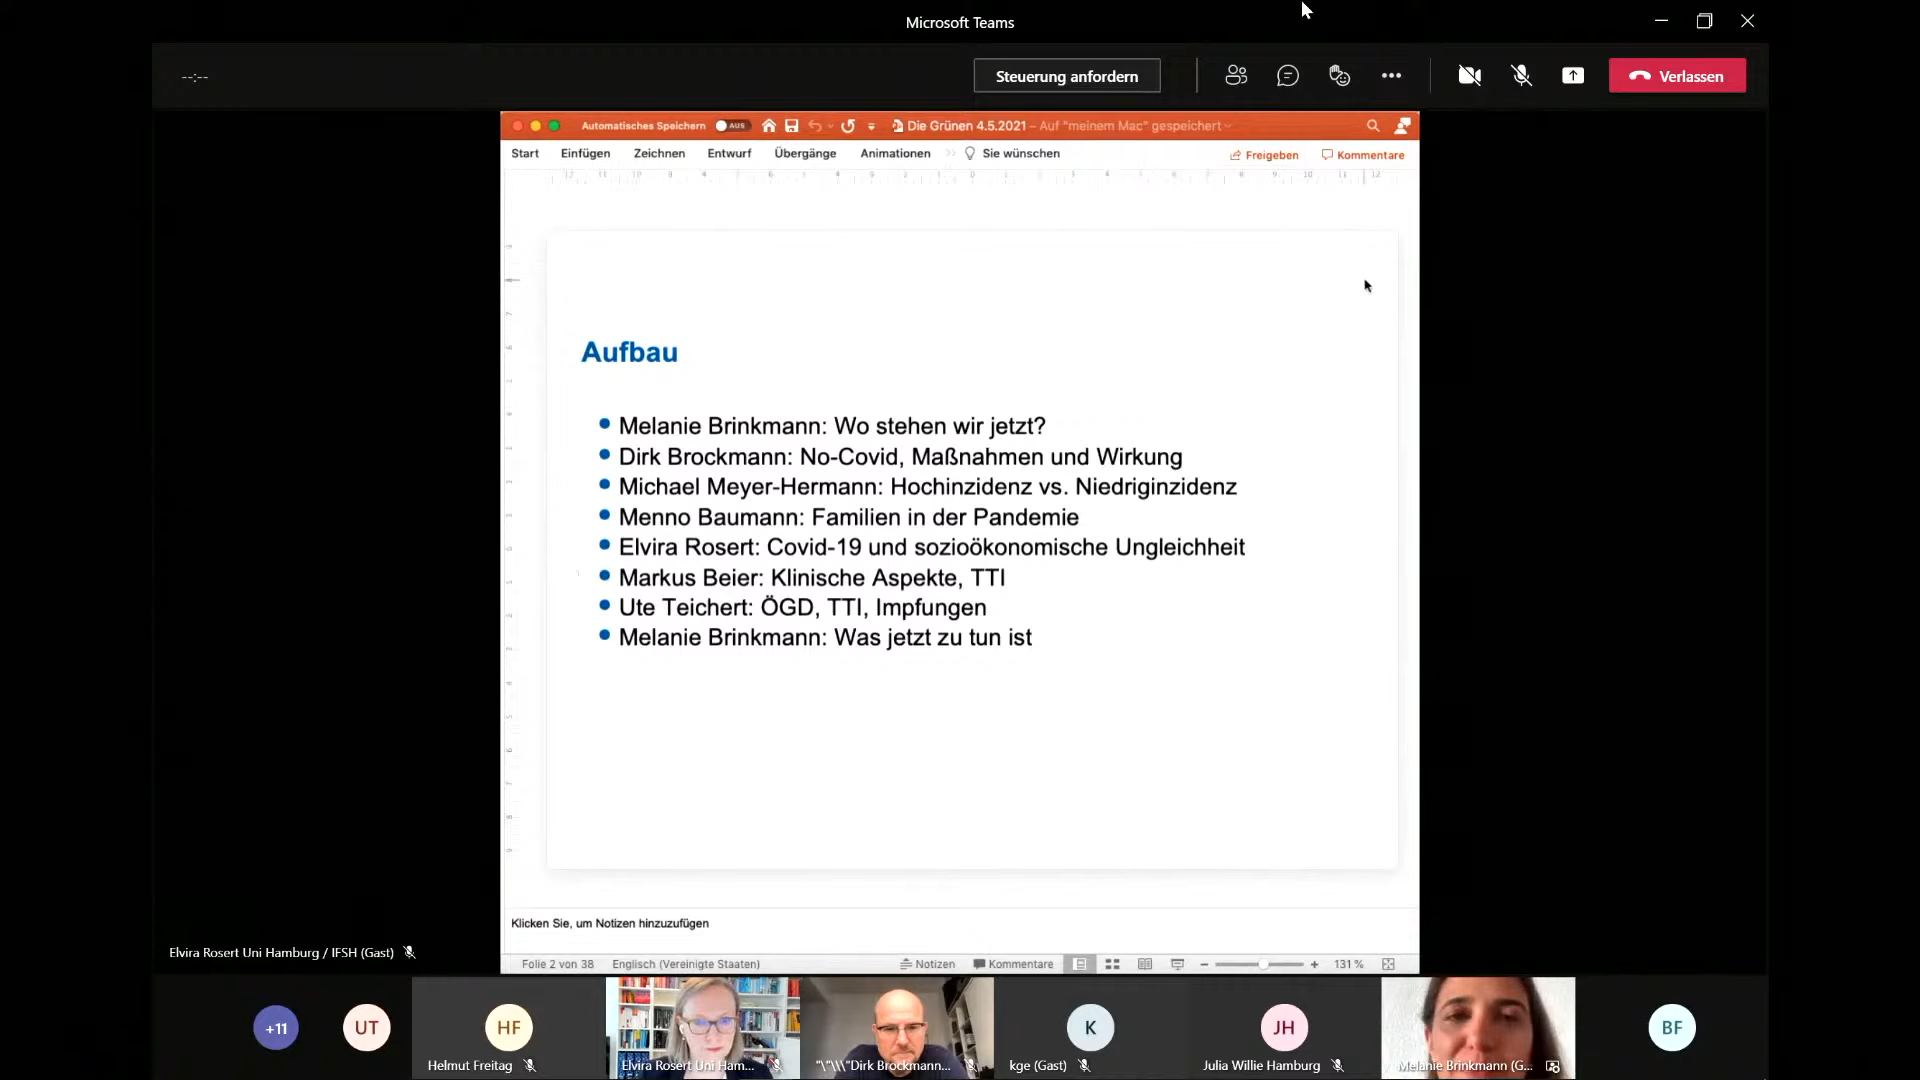 Microsoft Teams
--:--
Steuerung anfordern
Verlassen
Automatisches Speichern
AUS
Die Grünen 4.5.2021 – Auf "meinem Mac" gespeichert
Start Einfügen Zeichnen Entwurf Übergänge Animationen Sie wünschen
Freigeben Kommentare
Aufbau
Melanie Brinkmann: Wo stehen wir jetzt?
Dirk Brockmann: No-Covid, Maßnahmen und Wirkung
Michael Meyer-Hermann: Hochinzidenz vs. Niedriginzidenz
Menno Baumann: Familien in der Pandemie
Elvira Rosert: Covid-19 und sozioökonomische Ungleichheit
Markus Beier: Klinische Aspekte, TTI
Ute Teichert: ÖGD, TTI, Impfungen
Melanie Brinkmann: Was jetzt zu tun ist
Klicken Sie, um Notizen hinzuzufügen
Elvira Rosert Uni Hamburg / IFSH (Gast)
Folie 2 von 38 Englisch (Vereinigte Staaten) Notizen Kommentare 131 %
+11 UT HF K JH BF
Helmut Freitag
Elvira Rosert Uni Ham...
"\"\\\"Dirk Brockmann...
kge (Gast)
Julia Willie Hamburg
Melanie Brinkmann (G...